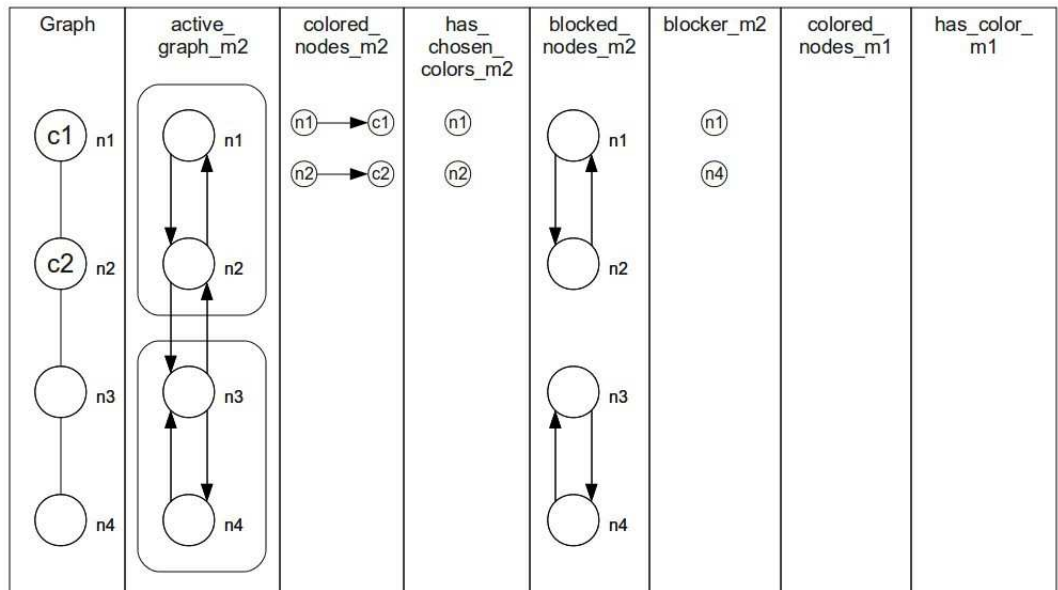 Graph
active_
graph_m2
colored_
nodes_m2
has_
chosen_
colors_m2
blocked_
nodes_m2
blocker_m2
colored_
nodes_m1
has_color_
m1
c1 n1
n1
n1 c1
n1
n1
n1
n2 c2
n2
n4
c2 n2
n2
n2
n3
n3
n3
n4
n4
n4